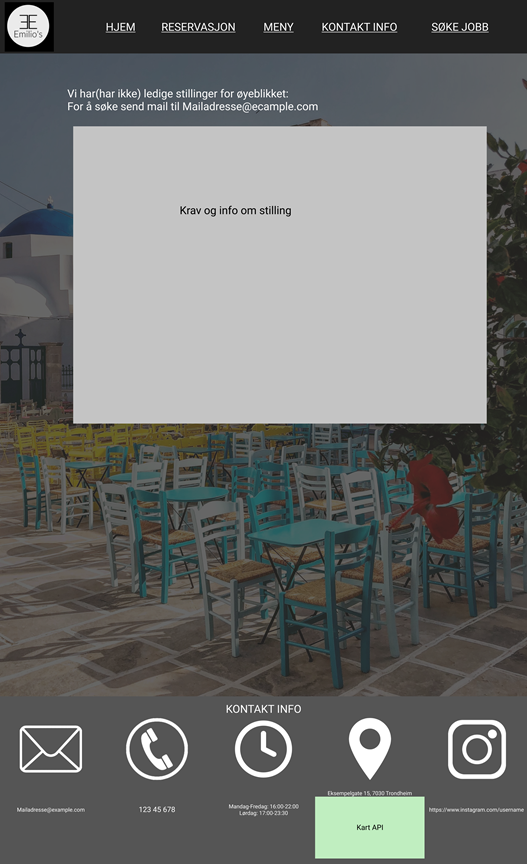 Emilio's
HJEM RESERVASJON MENY KONTAKT INFO SØKE JOBB
Vi har(har ikke) ledige stillinger for øyeblikket:
For å søke send mail til Mailadresse@ecample.com
Krav og info om stilling
KONTAKT INFO
Mailadresse@example.com
123 45 678
Mandag-Fredag: 16:00-22:00
Lørdag: 17:00-23:30
Eksempelgate 15, 7030 Trondheim
Kart API
https://www.instagram.com/username